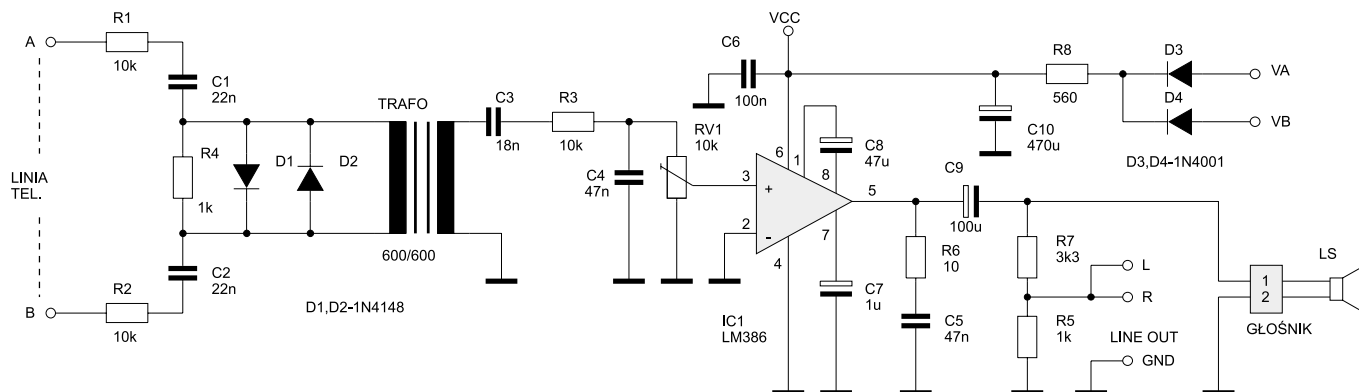 R1
A
10k
C1
22n
LINIA
TEL.
R4
1k
D1
D2
C2
22n
R2
B
10k
D1,D2-1N4148
TRAFO
600/600
C3
18n
R3
10k
C4
47n
RV1
10k
VCC
C6
100n
6
1
8
3
+
2
-
4
5
7
IC1
LM386
C8
47u
C7
1u
C9
100u
R6
10
C5
47n
R8
560
C10
470u
D3
VA
D4
VB
D3,D4-1N4001
R7
3k3
L
R
R5
1k
LINE OUT
GND
LS
1
2
GŁOŚNIK